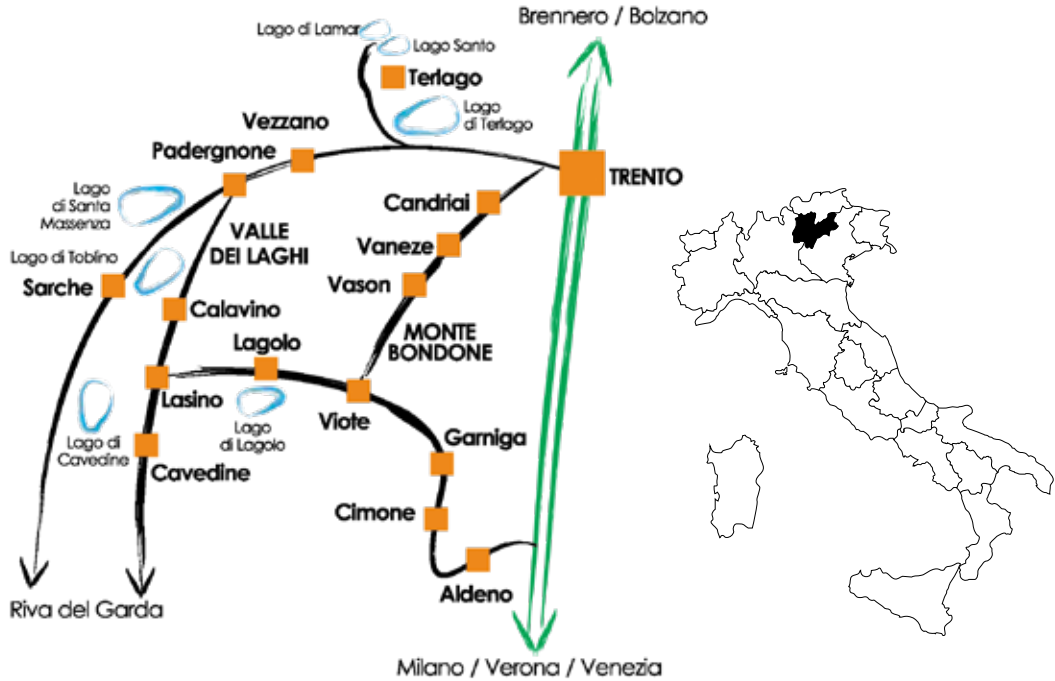 Brennero / Bolzano
Lago di Lamar
Lago Santo
Terlago
Lago
di Terlago
Vezzano
Padergnone
TRENTO
Lago
di Santa
Massenza
Candriai
VALLE
DEI LAGHI
Vaneze
Lago di Toblino
Sarche
Vason
Calavino
MONTE
BONDONE
Lagolo
Lasino
Viote
Lago
di Lagolo
Lago di
Cavedine
Garniga
Cavedine
Cimone
Aldeno
Riva del Garda
Milano / Verona / Venezia